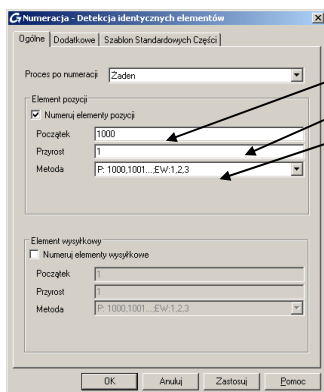 Numeracja - Detekcja identycznych elementów
Ogólne Dodatkowe Szablon Standardowych Części
Proces po numeracji Żaden
Element pozycji
Numeruj elementy pozycji
Początek 1000
Przyrost 1
Metoda P: 1000,1001...;EW:1,2,3
Element wysyłkowy
Numeruj elementy wysyłkowe
Początek 1
Przyrost 1
Metoda P: 1000,1001...;EW:1,2,3
OK Anuluj Zastosuj Pomoc